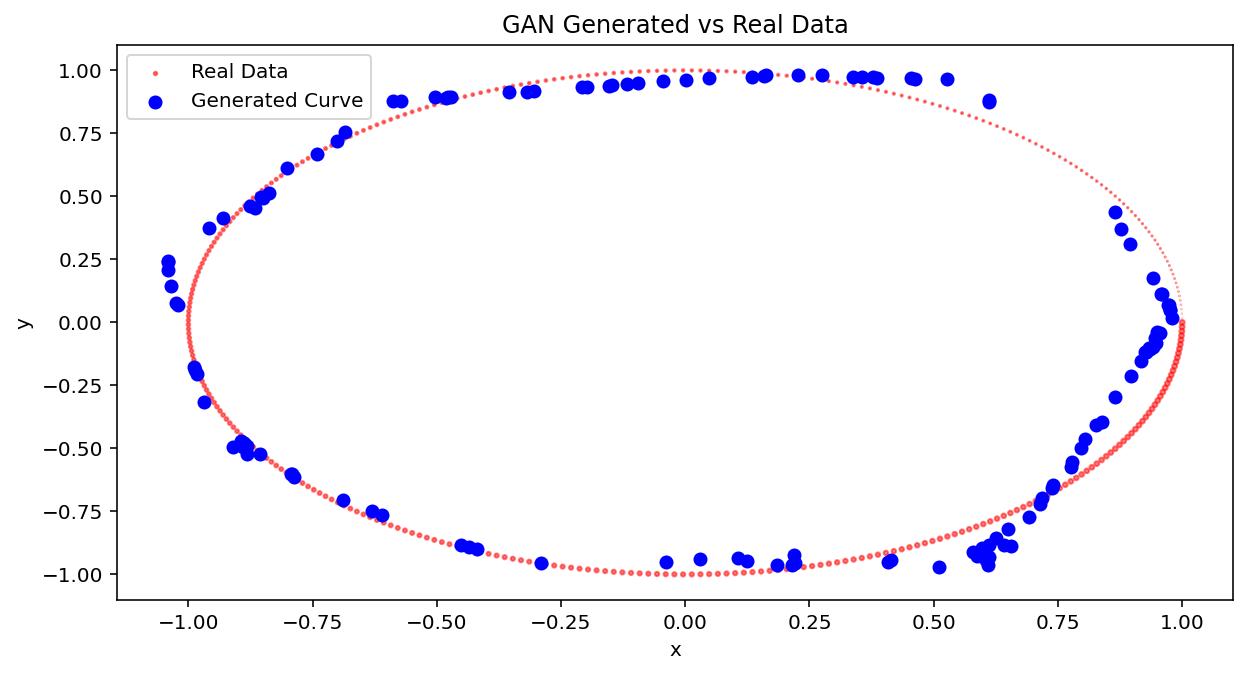 GAN Generated vs Real Data
Real Data
Generated Curve
1.00
0.75
0.50
0.25
0.00
−0.25
−0.50
−0.75
−1.00
y
−1.00 −0.75 −0.50 −0.25 0.00 0.25 0.50 0.75 1.00
x